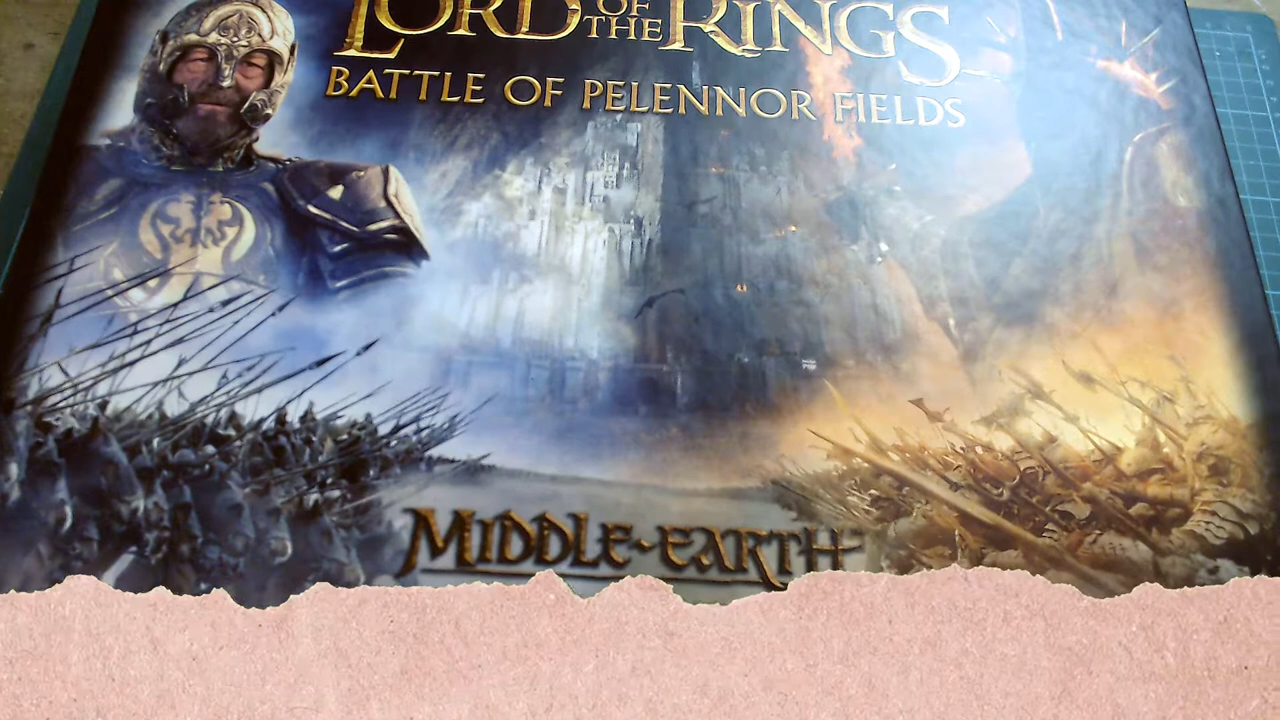 LORD OF THE RINGS
BATTLE OF PELENNOR FIELDS
MIDDLE-EARTH